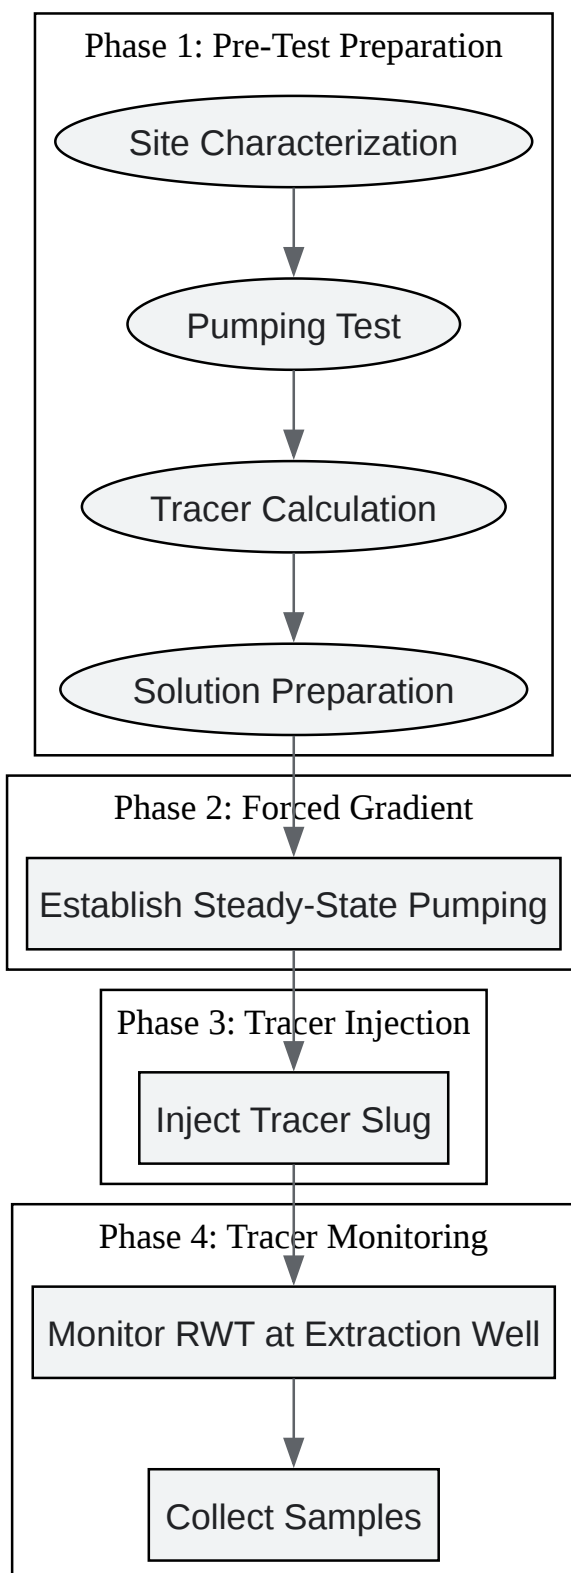 Phase 1: Pre-Test Preparation
Site Characterization
Pumping Test
Tracer Calculation
Solution Preparation
Phase 2: Forced Gradient
Establish Steady-State Pumping
Phase 3: Tracer Injection
Inject Tracer Slug
Phase 4: Tracer Monitoring
Monitor RWT at Extraction Well
Collect Samples